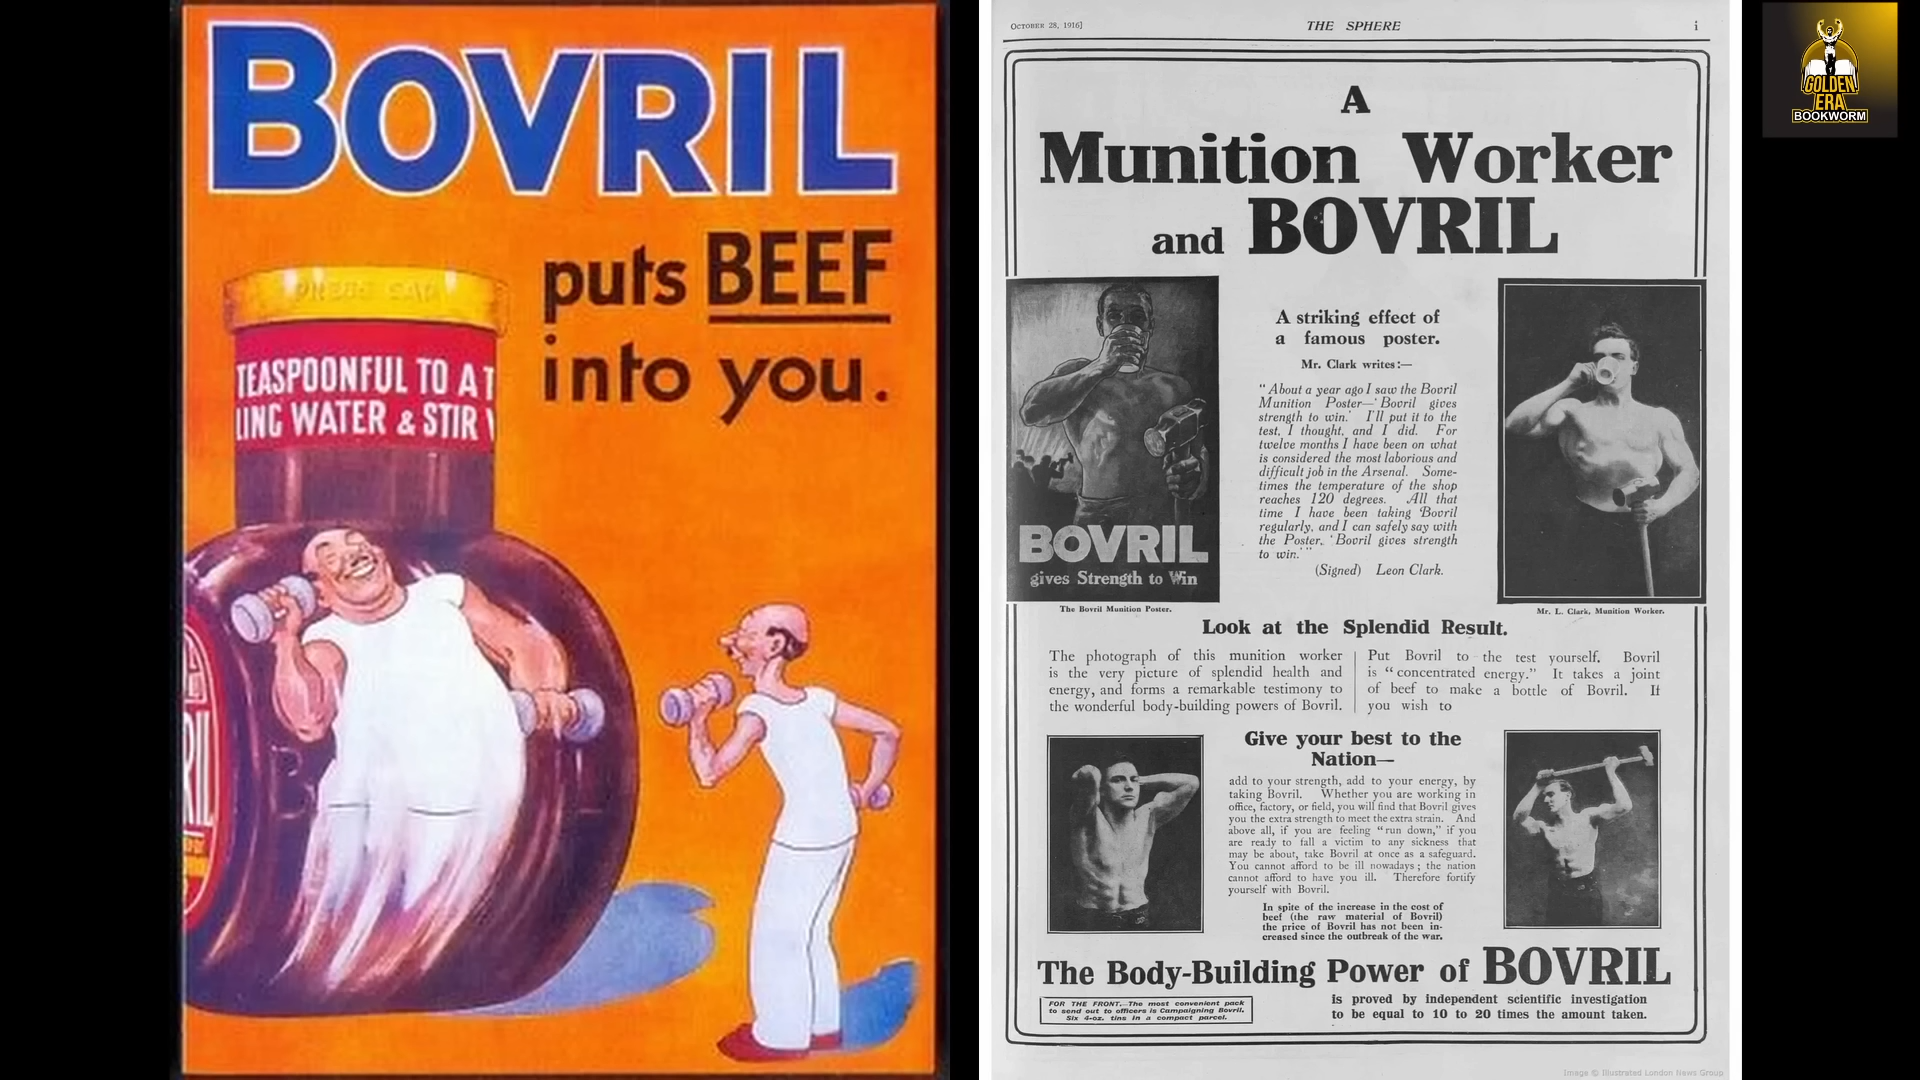 BOVRIL
puts BEEF
into you.
TEASPOONFUL TO A T
LING WATER & STIR
OCTOBER 28, 1916]
THE SPHERE
i
A
Munition Worker
and BOVRIL
A striking effect of
a famous poster.
Mr. Clark writes:—
"About a year ago I saw the Bovril
Munition Poster—'Bovril gives
strength to win.' I'll put it to the
test, I thought, and I did. For
twelve months I have been on what
is considered the most laborious and
difficult job in the Arsenal. Some-
times the temperature of the shop
reaches 120 degrees. All that
time I have been taking Bovril
regularly, and I can safely say with
the Poster, 'Bovril gives strength
to win.'"
(Signed) Leon Clark.
BOVRIL
gives Strength to Win
The Bovril Munition Poster.
Mr. L. Clark, Munition Worker.
Look at the Splendid Result.
The photograph of this munition worker
is the very picture of splendid health and
energy, and forms a remarkable testimony to
the wonderful body-building powers of Bovril.
Put Bovril to the test yourself. Bovril
is "concentrated energy." It takes a joint
of beef to make a bottle of Bovril. If
you wish to
Give your best to the
Nation—
add to your strength, add to your energy, by
taking Bovril. Whether you are working in
office, factory, or field, you will find that Bovril gives
you the extra strength to meet the extra strain. And
above all, if you are feeling "run down," if you
are ready to fall a victim to any sickness that
may be about, take Bovril at once as a safeguard.
You cannot afford to be ill nowadays; the nation
cannot afford to have you ill. Therefore fortify
yourself with Bovril.
In spite of the increase in the cost of
beef (the raw material of Bovril)
the price of Bovril has not been in-
creased since the outbreak of the war.
The Body-Building Power of BOVRIL
FOR THE FRONT.—The most convenient pack
to send out to officers is Campaigning Bovril,
Six 4-oz. tins in a compact parcel.
is proved by independent scientific investigation
to be equal to 10 to 20 times the amount taken.
Image © Illustrated London News Group
GOLDEN
ERA
BOOKWORM